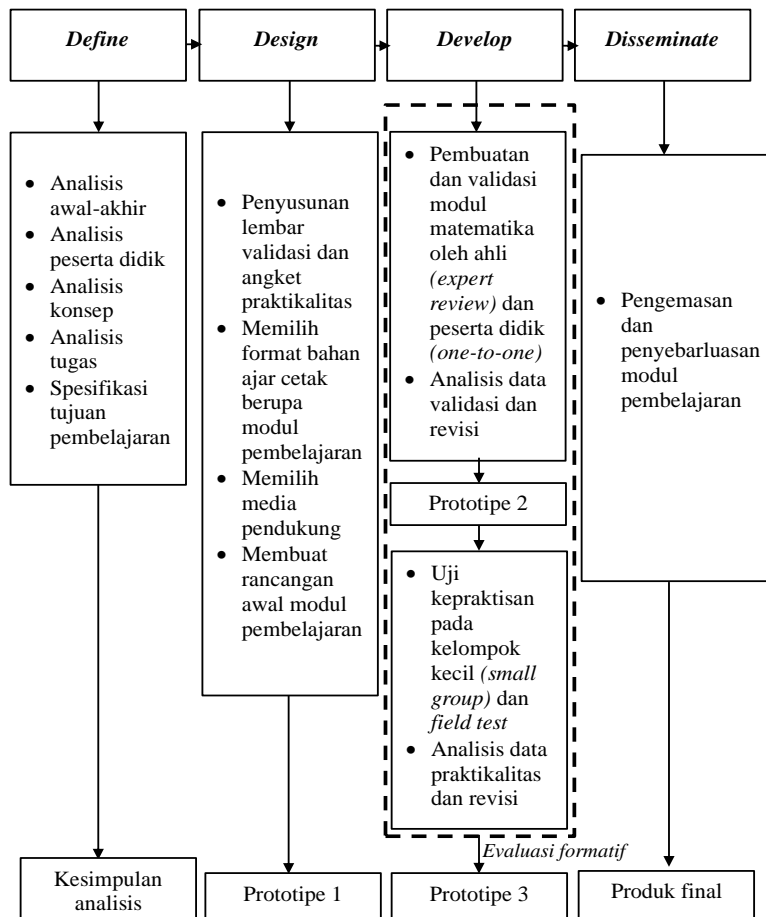 Define
Design
Develop
Disseminate
• Analisis
awal-akhir
• Analisis
peserta didik
• Analisis
konsep
• Analisis
tugas
• Spesifikasi
tujuan
pembelajaran
Kesimpulan
analisis
• Penyusunan
lembar
validasi dan
angket
praktikalitas
• Memilih
format bahan
ajar cetak
berupa
modul
pembelajaran
• Memilih
media
pendukung
• Membuat
rancangan
awal modul
pembelajaran
Prototipe 1
• Pembuatan
dan validasi
modul
matematika
oleh ahli
(expert
review) dan
peserta didik
(one-to-one)
• Analisis data
validasi dan
revisi
Prototipe 2
• Uji
kepraktisan
pada
kelompok
kecil (small
group) dan
field test
• Analisis data
praktikalitas
dan revisi
Evaluasi formatif
Prototipe 3
• Pengemasan
dan
penyebarluasan
modul
pembelajaran
Produk final